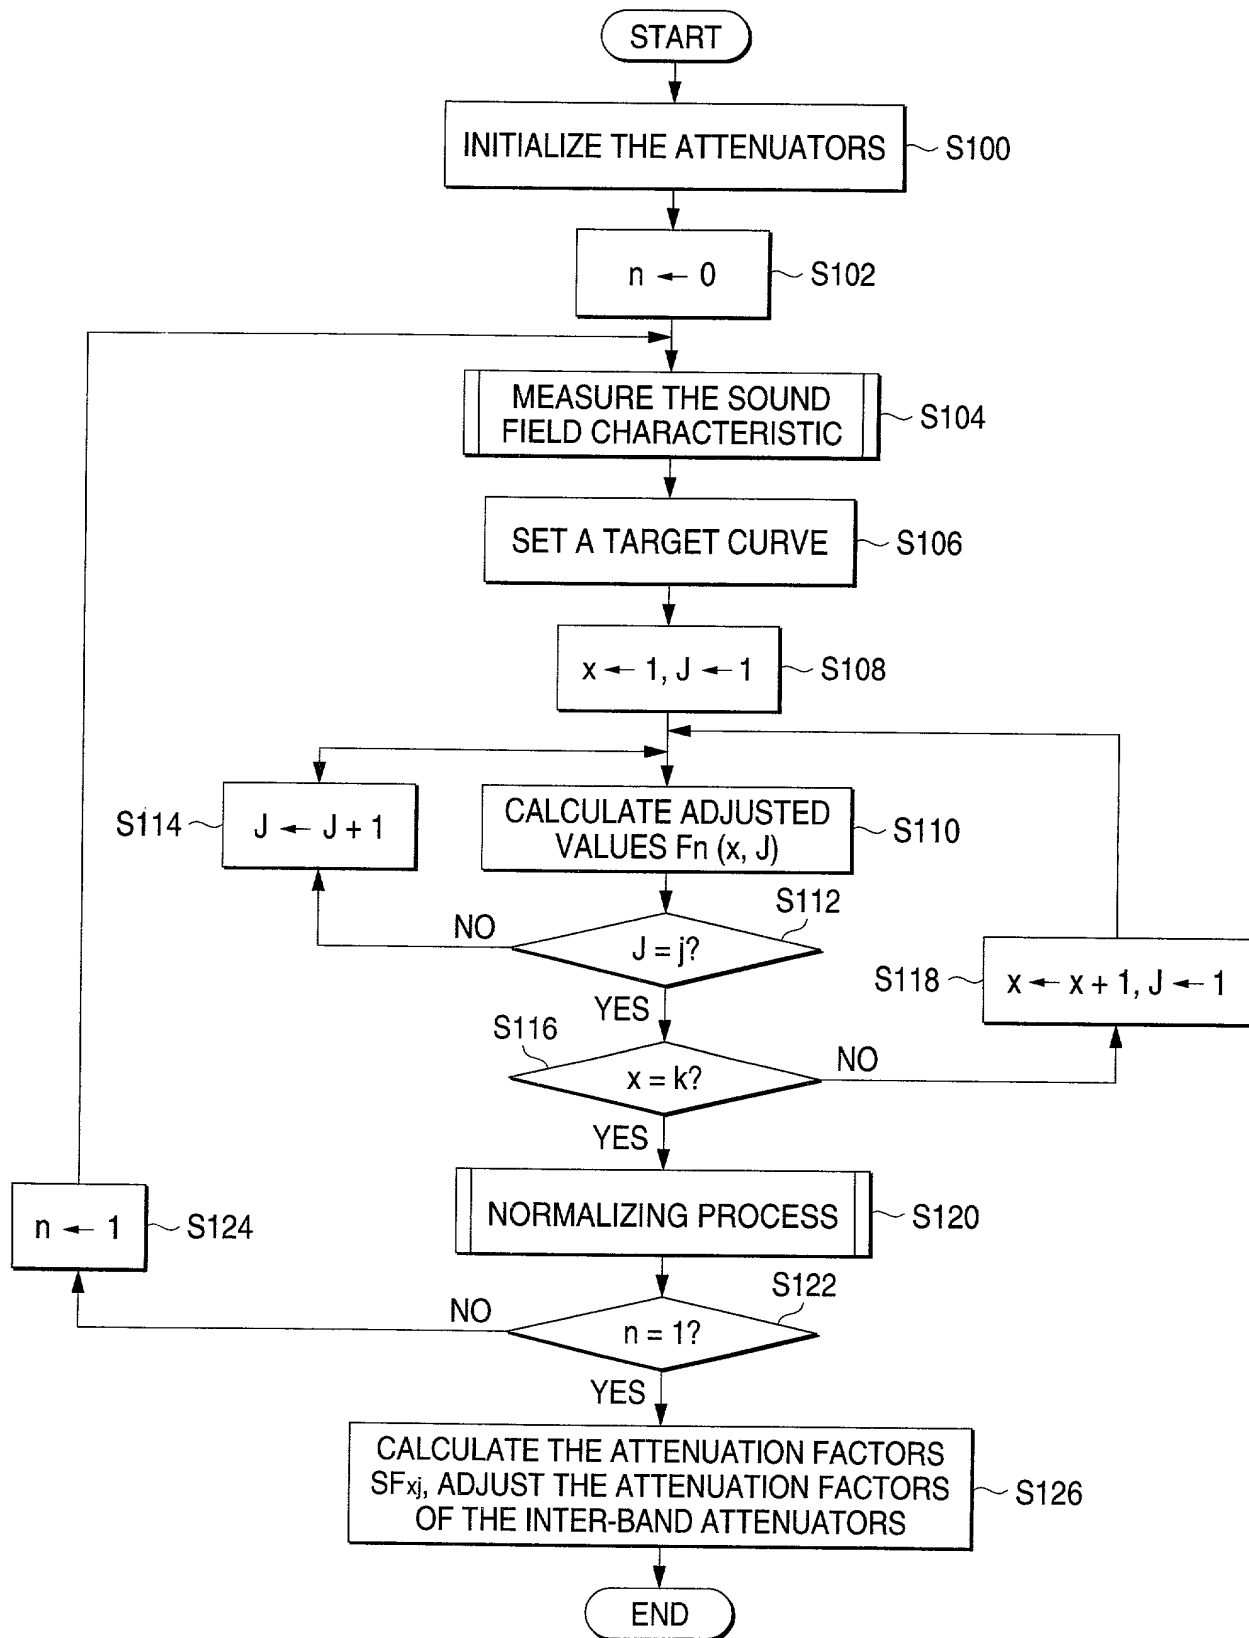 START
INITIALIZE THE ATTENUATORS
S100
n ← 0
S102
MEASURE THE SOUND
FIELD CHARACTERISTIC
S104
SET A TARGET CURVE
S106
x ← 1, J ← 1
S108
S114
J ← J + 1
CALCULATE ADJUSTED
VALUES Fn (x, J)
S110
S112
NO
J = j?
YES
S118
x ← x + 1, J ← 1
S116
x = k?
NO
YES
NORMALIZING PROCESS
S120
n ← 1
S124
S122
NO
n = 1?
YES
CALCULATE THE ATTENUATION FACTORS
SFxj, ADJUST THE ATTENUATION FACTORS
OF THE INTER-BAND ATTENUATORS
S126
END